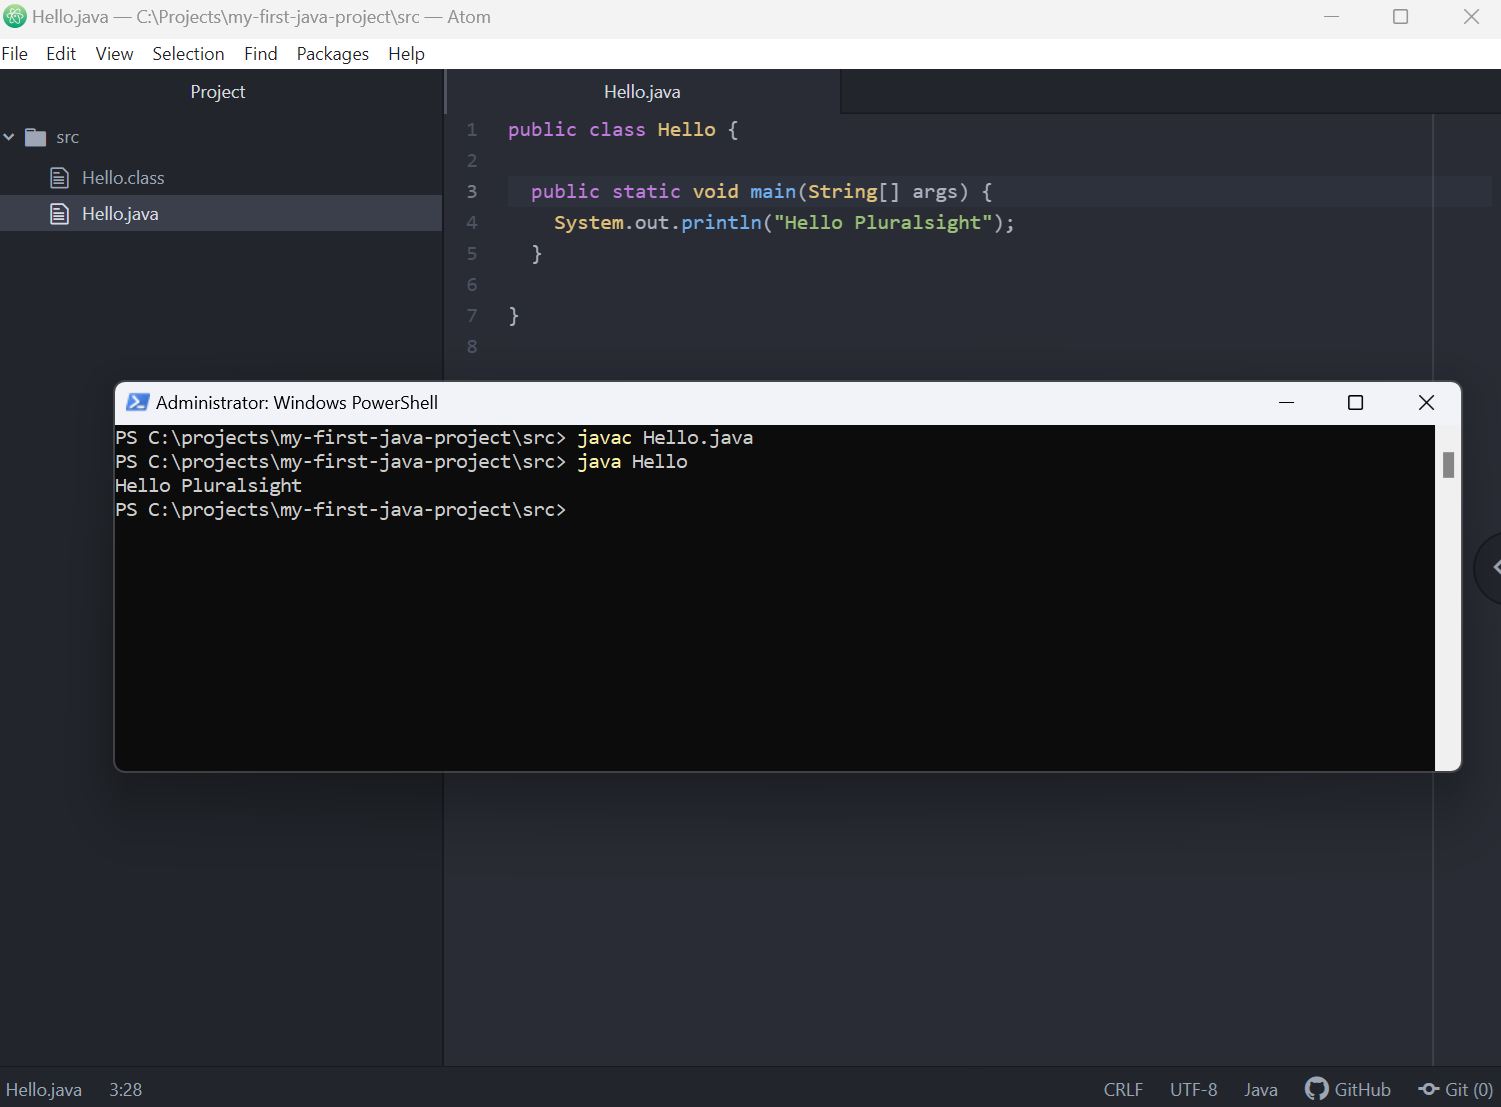 Hello.java — C:\Projects\my-first-java-project\src — Atom
File Edit View Selection Find Packages Help
Project
src
Hello.class
Hello.java
Hello.java
1 public class Hello {
2
3 public static void main(String[] args) {
4 System.out.println("Hello Pluralsight");
5 }
6
7 }
8
Administrator: Windows PowerShell
PS C:\projects\my-first-java-project\src> javac Hello.java
PS C:\projects\my-first-java-project\src> java Hello
Hello Pluralsight
PS C:\projects\my-first-java-project\src>
Hello.java 3:28 CRLF UTF-8 Java GitHub Git (0)